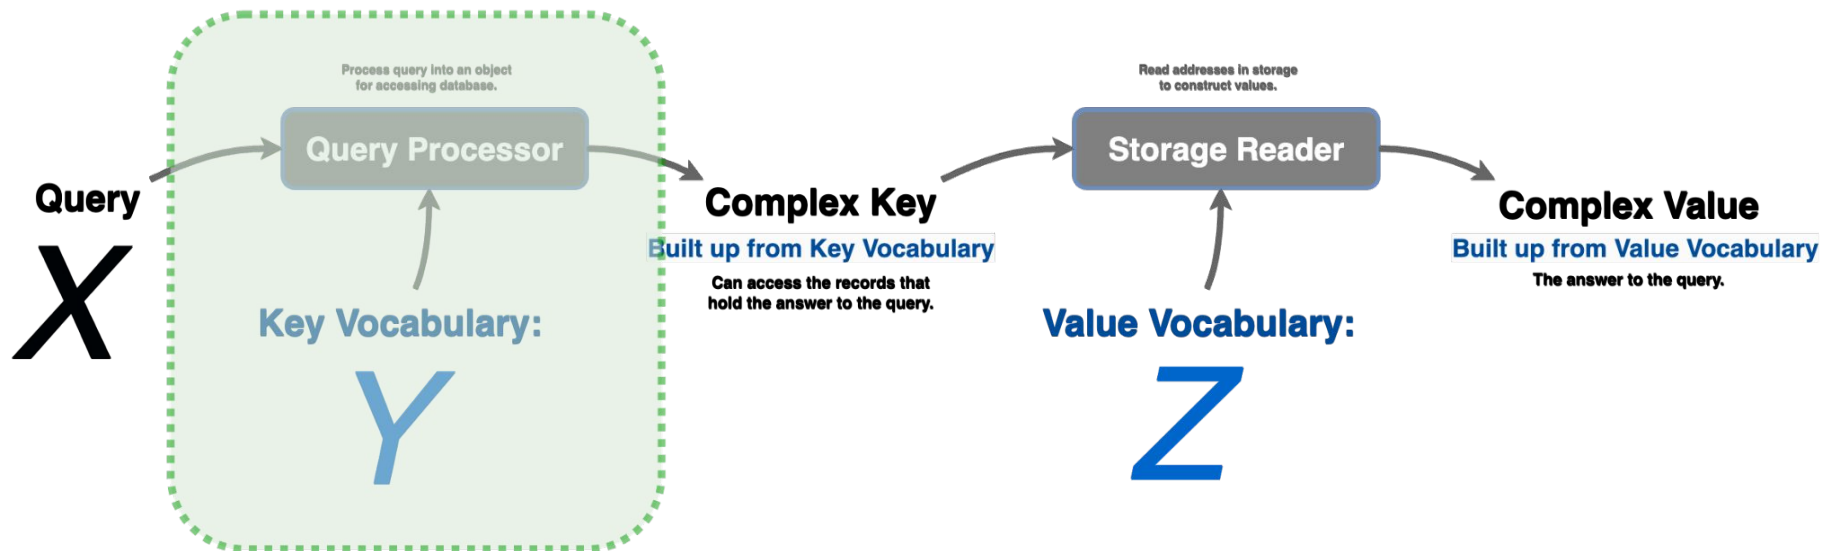 Process query into an object
for accessing database.
Query Processor
Query
X
Key Vocabulary:
Y
Complex Key
Built up from Key Vocabulary
Can access the records that
hold the answer to the query.
Read addresses in storage
to construct values.
Storage Reader
Value Vocabulary:
Z
Complex Value
Built up from Value Vocabulary
The answer to the query.